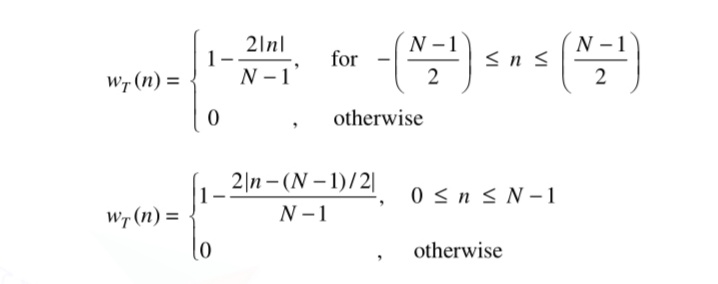 w_T(n) = { 1 − 2|n| / (N − 1), for −((N − 1) / 2) ≤ n ≤ ((N − 1) / 2)
0 , otherwise
w_T(n) = { 1 − 2|n − (N − 1)/2| / (N − 1), 0 ≤ n ≤ N − 1
0 , otherwise